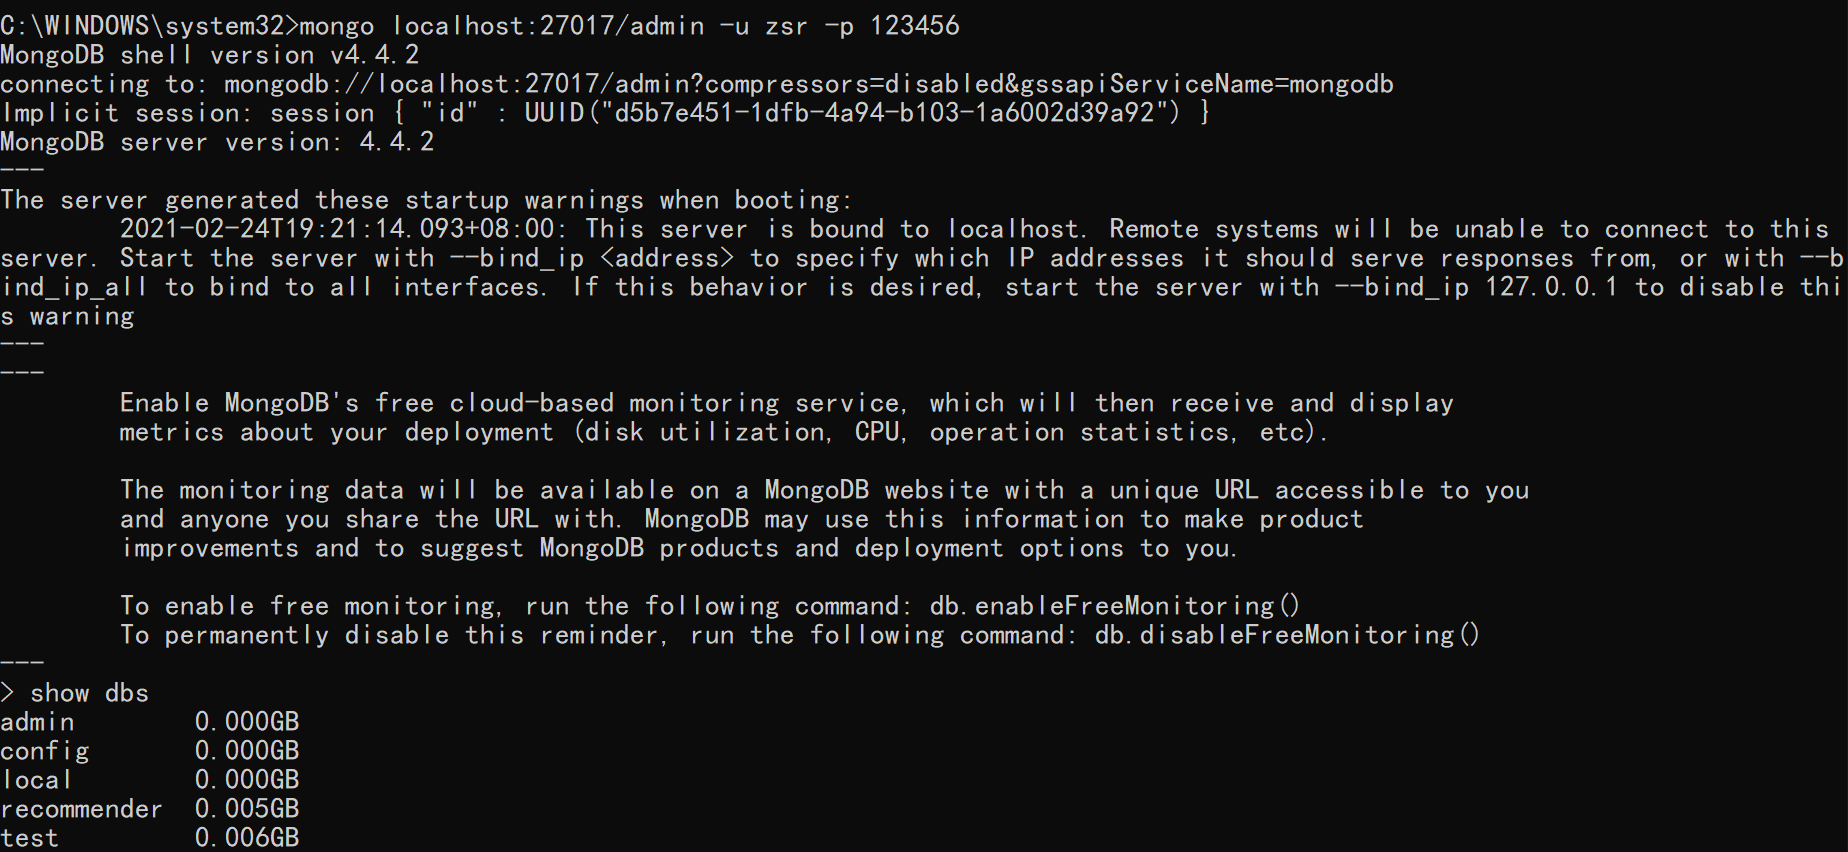 C:\WINDOWS\system32>mongo localhost:27017/admin -u zsr -p 123456
MongoDB shell version v4.4.2
connecting to: mongodb://localhost:27017/admin?compressors=disabled&gssapiServiceName=mongodb
Implicit session: session { "id" : UUID("d5b7e451-1dfb-4a94-b103-1a6002d39a92") }
MongoDB server version: 4.4.2
---
The server generated these startup warnings when booting:
        2021-02-24T19:21:14.093+08:00: This server is bound to localhost. Remote systems will be unable to connect to this
server. Start the server with --bind_ip <address> to specify which IP addresses it should serve responses from, or with --b
ind_ip_all to bind to all interfaces. If this behavior is desired, start the server with --bind_ip 127.0.0.1 to disable thi
s warning
---
---
        Enable MongoDB's free cloud-based monitoring service, which will then receive and display
        metrics about your deployment (disk utilization, CPU, operation statistics, etc).

        The monitoring data will be available on a MongoDB website with a unique URL accessible to you
        and anyone you share the URL with. MongoDB may use this information to make product
        improvements and to suggest MongoDB products and deployment options to you.

        To enable free monitoring, run the following command: db.enableFreeMonitoring()
        To permanently disable this reminder, run the following command: db.disableFreeMonitoring()
---
> show dbs
admin        0.000GB
config       0.000GB
local        0.000GB
recommender  0.005GB
test         0.006GB